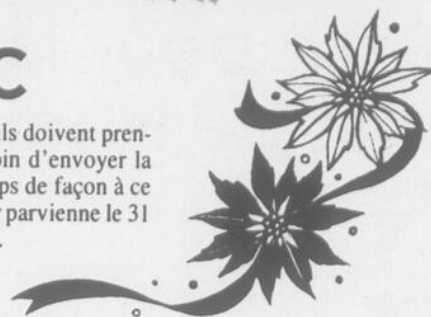 C
ils doivent pren-
oin d'envoyer la
ps de façon à ce
parvienne le 31